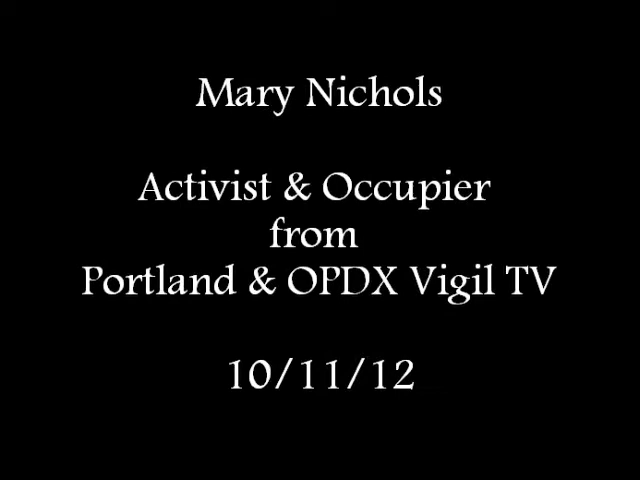 Mary Nichols
Activist & Occupier
from
Portland & OPDX Vigil TV
10/11/12